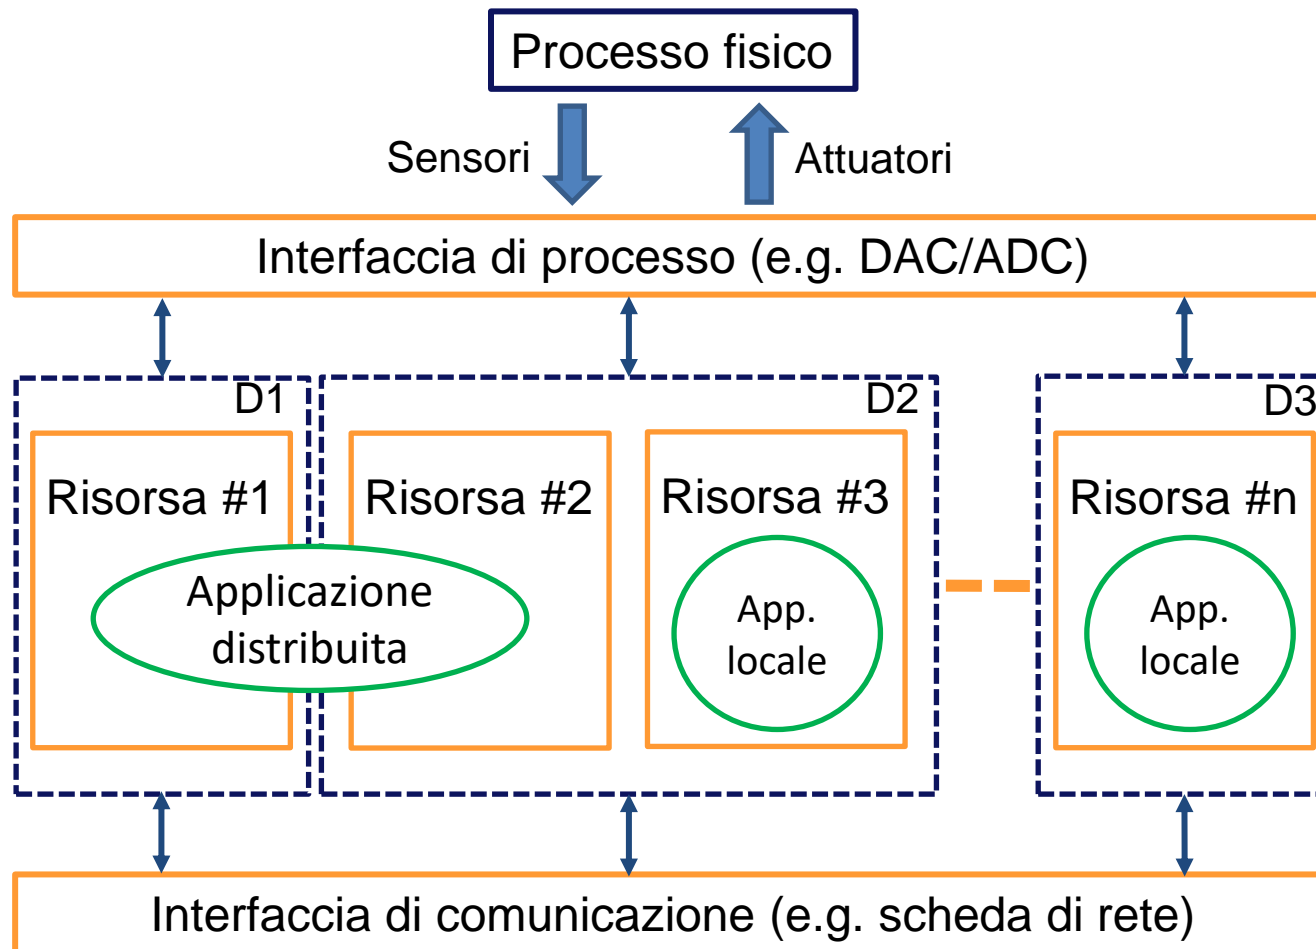 Processo fisico
Sensori
Attuatori
Interfaccia di processo (e.g. DAC/ADC)
D1
D2
D3
Risorsa #1
Risorsa #2
Risorsa #3
Risorsa #n
Applicazione
distribuita
App.
locale
App.
locale
Interfaccia di comunicazione (e.g. scheda di rete)